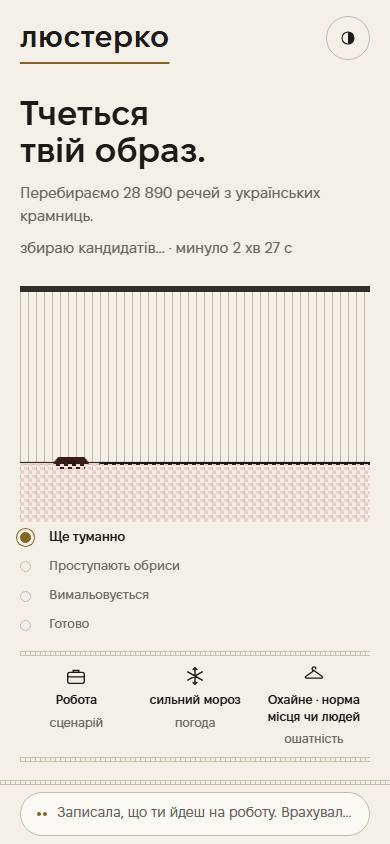 люстерко
Тчеться
твій образ.
Перебираємо 28 890 речей з українських
крамниць.
збираю кандидатів... · минуло 2 хв 27 с
Ще туманно
Проступають обриси
Вимальовується
Готово
Робота
сценарій
сильний мороз
погода
Охайне · норма
місця чи людей
ошатність
Записала, що ти йдеш на роботу. Врахувал...